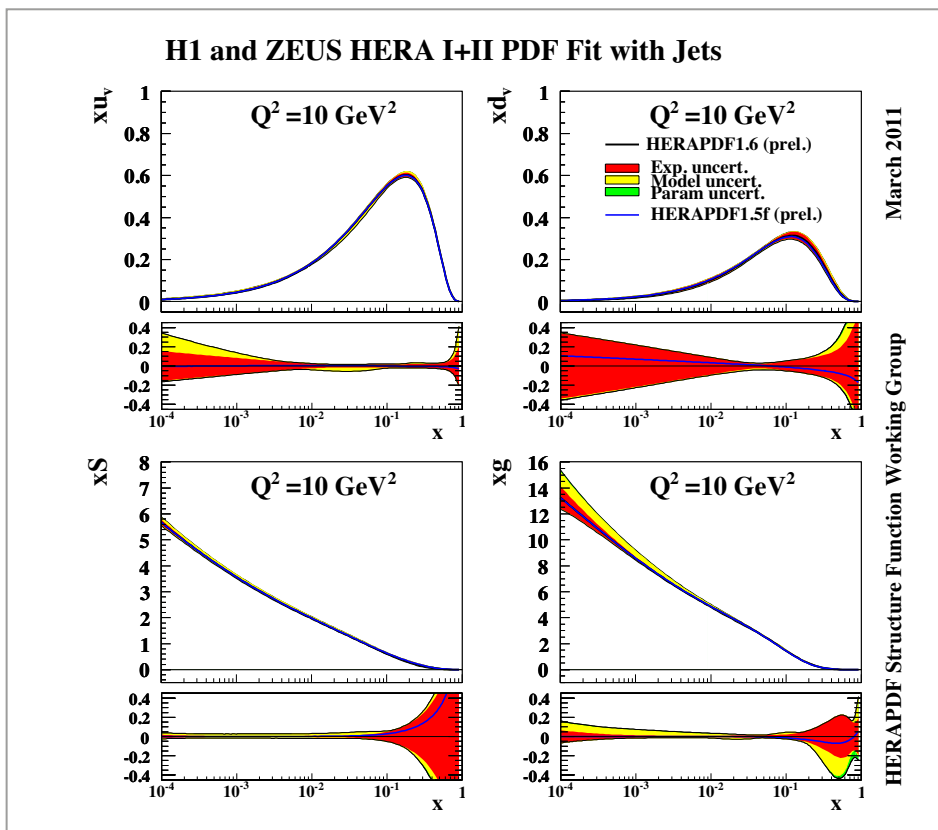 H1 and ZEUS HERA I+II PDF Fit with Jets
xu_v
1
0.8
0.6
0.4
0.2
0
Q² =10 GeV²
0.4
0.2
0
-0.2
-0.4
10⁻⁴ 10⁻³ 10⁻² 10⁻¹ 1
x
xd_v
1
0.8
0.6
0.4
0.2
0
Q² =10 GeV²
HERAPDF1.6 (prel.)
Exp. uncert.
Model uncert.
Param uncert.
HERAPDF1.5f (prel.)
0.4
0.2
0
-0.2
-0.4
10⁻⁴ 10⁻³ 10⁻² 10⁻¹ 1
x
xS
8
7
6
5
4
3
2
1
0
Q² =10 GeV²
0.4
0.2
0
-0.2
-0.4
10⁻⁴ 10⁻³ 10⁻² 10⁻¹ 1
x
xg
16
14
12
10
8
6
4
2
0
Q² =10 GeV²
0.4
0.2
0
-0.2
-0.4
10⁻⁴ 10⁻³ 10⁻² 10⁻¹ 1
x
HERAPDF Structure Function Working Group March 2011